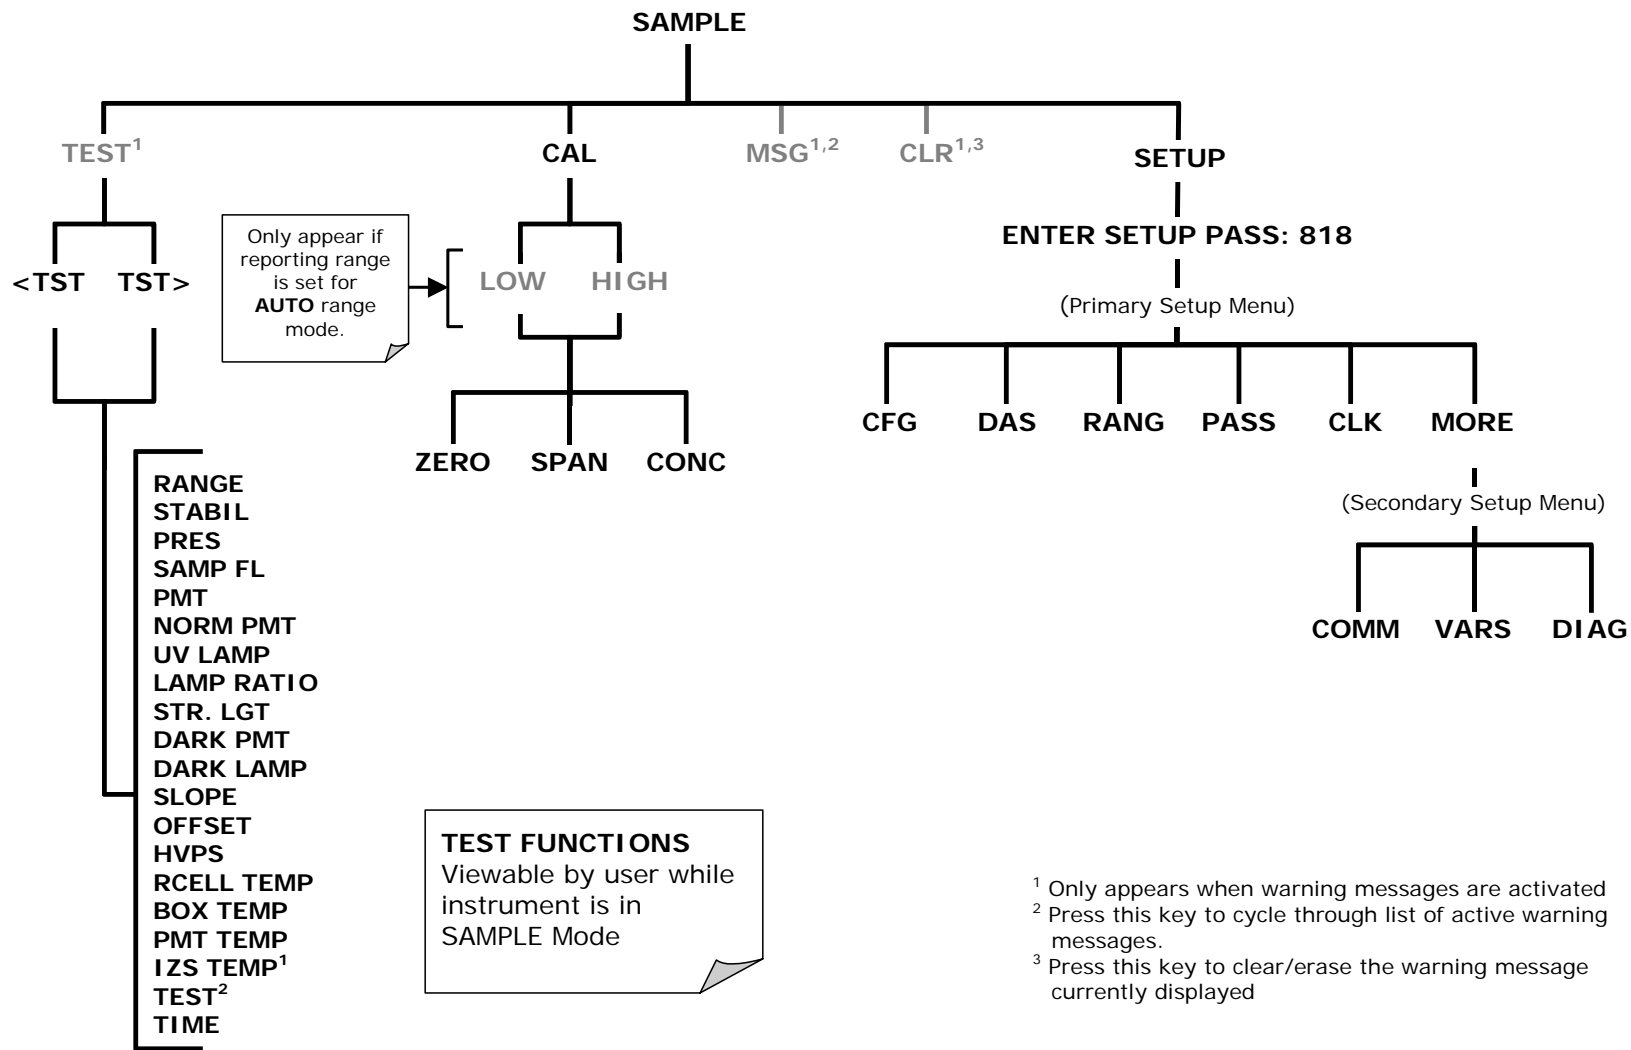 SAMPLE
TEST¹ CAL MSG¹,² CLR¹,³ SETUP
ENTER SETUP PASS: 818
Only appear if
reporting range
is set for
AUTO range
mode.
<TST TST>
LOW HIGH
(Primary Setup Menu)
CFG DAS RANG PASS CLK MORE
ZERO SPAN CONC
(Secondary Setup Menu)
COMM VARS DIAG
RANGE
STABIL
PRES
SAMP FL
PMT
NORM PMT
UV LAMP
LAMP RATIO
STR. LGT
DARK PMT
DARK LAMP
SLOPE
OFFSET
HVPS
RCELL TEMP
BOX TEMP
PMT TEMP
IZS TEMP¹
TEST²
TIME
TEST FUNCTIONS
Viewable by user while
instrument is in
SAMPLE Mode
¹ Only appears when warning messages are activated
² Press this key to cycle through list of active warning
messages.
³ Press this key to clear/erase the warning message
currently displayed